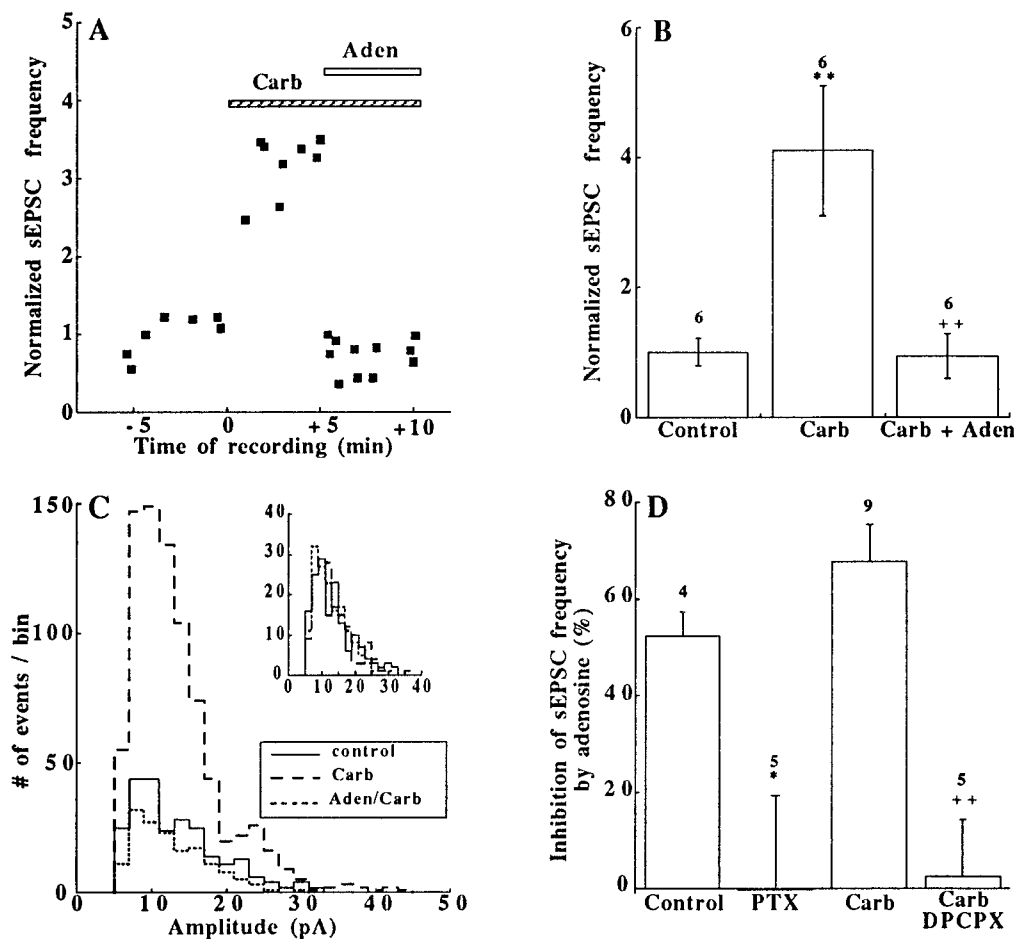 A
Normalized sEPSC frequency
5
4
3
2
1
0
Aden
Carb
- 5
0
+ 5
+10
Time of recording (min)
B
Normalized sEPSC frequency
6
4
2
0
6
6
* *
6
+ +
Control
Carb
Carb + Aden
C
# of events / bin
150
100
50
0
0
10
20
30
40
50
Amplitude (pA)
40
30
20
10
0
0
10
20
30
40
control
Carb
Aden/Carb
D
Inhibition of sEPSC frequency
by adenosine (%)
80
60
40
20
0
4
5
*
9
5
+ +
Control
PTX
Carb
Carb
DPCPX